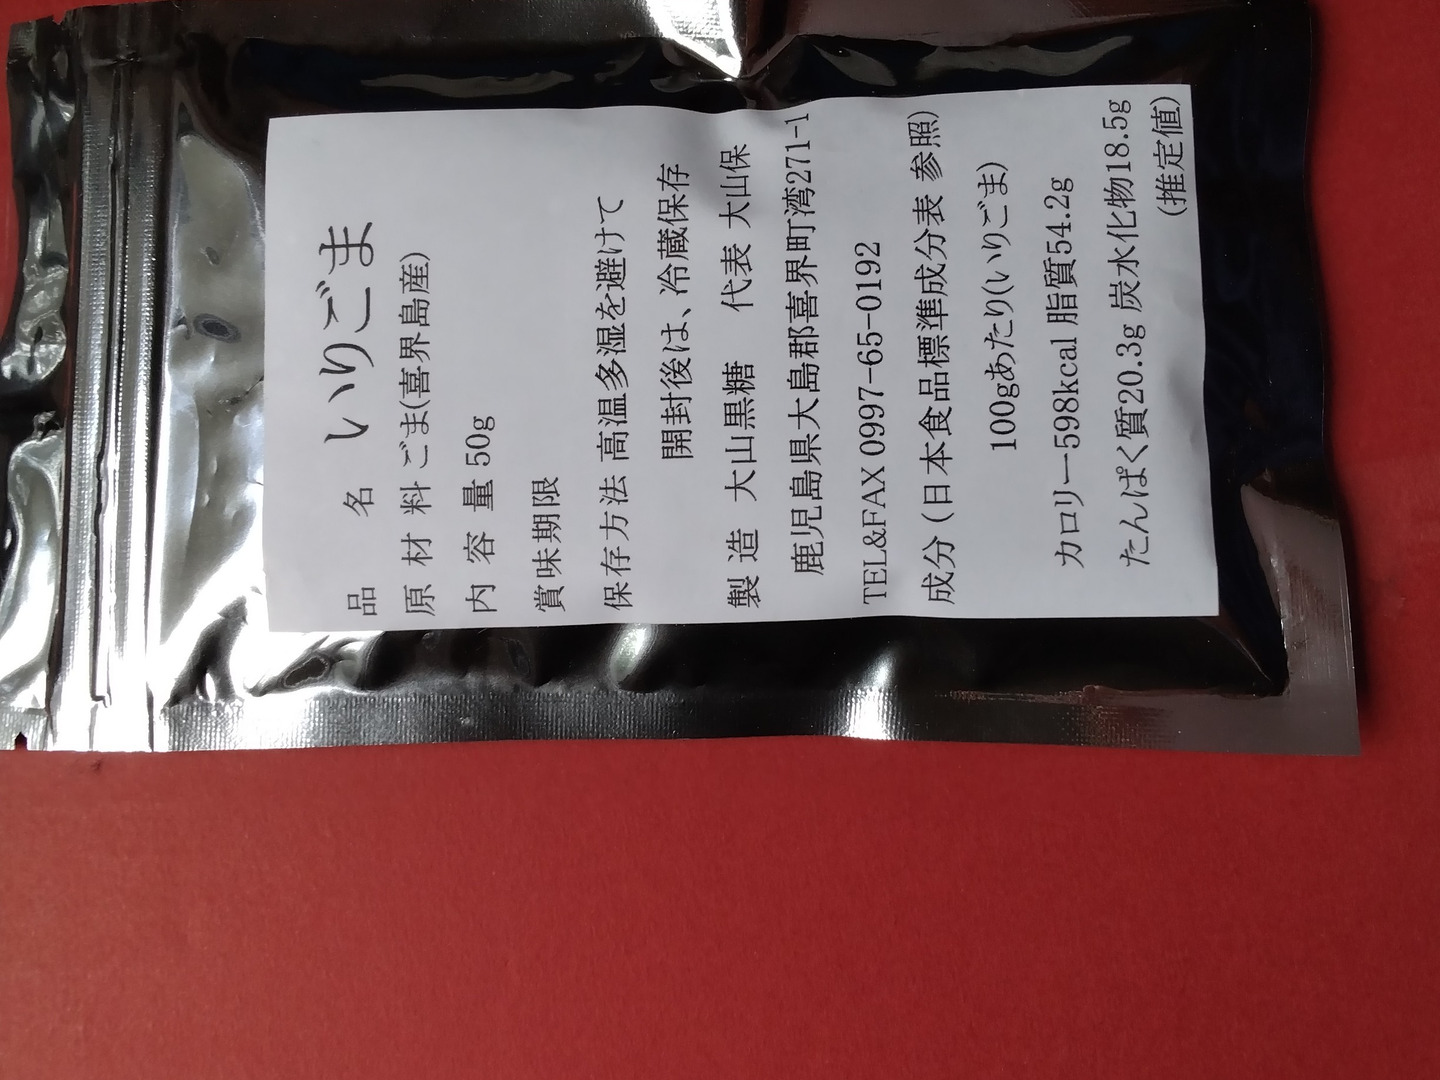 品　　名　いりごま
原 材 料 ごま(喜界島産)
内 容 量 50g
賞味期限
保存方法 高温多湿を避けて
開封後は、冷蔵保存
製 造　大山黒糖　　代表 大山保
鹿児島県大島郡喜界町湾271-1
TEL&FAX 0997-65-0192
成分 (日本食品標準成分表 参照)
100gあたり(いりごま)
カロリー598kcal 脂質54.2g
たんぱく質20.3g 炭水化物18.5g
(推定値)